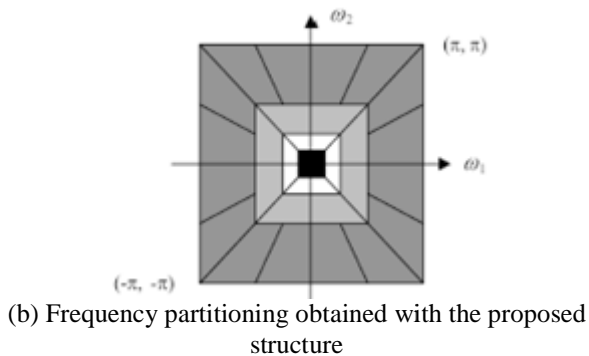 ω₂
(π, π)
ω₁
(-π, -π)
(b) Frequency partitioning obtained with the proposed
structure